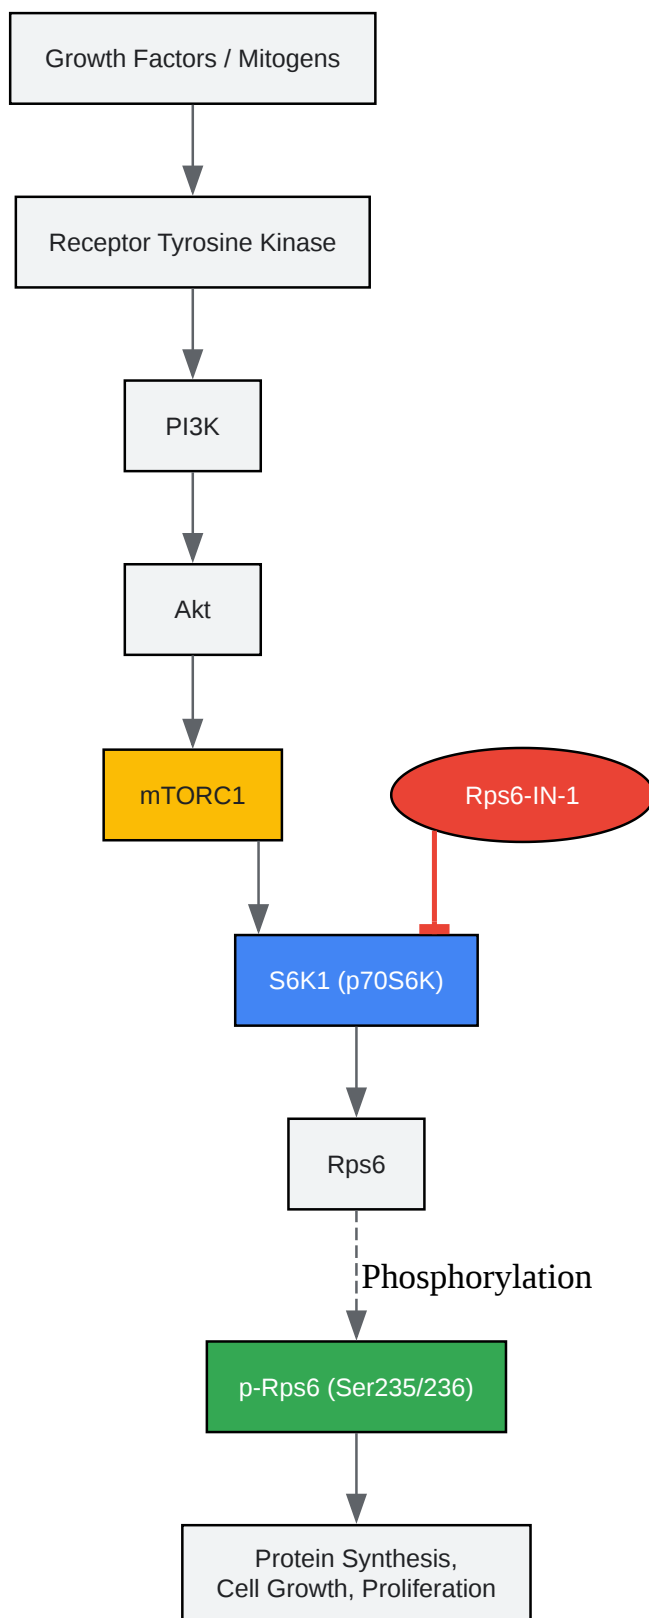 Growth Factors / Mitogens
Receptor Tyrosine Kinase
PI3K
Akt
mTORC1
Rps6-IN-1
S6K1 (p70S6K)
Rps6
Phosphorylation
p-Rps6 (Ser235/236)
Protein Synthesis,
Cell Growth, Proliferation